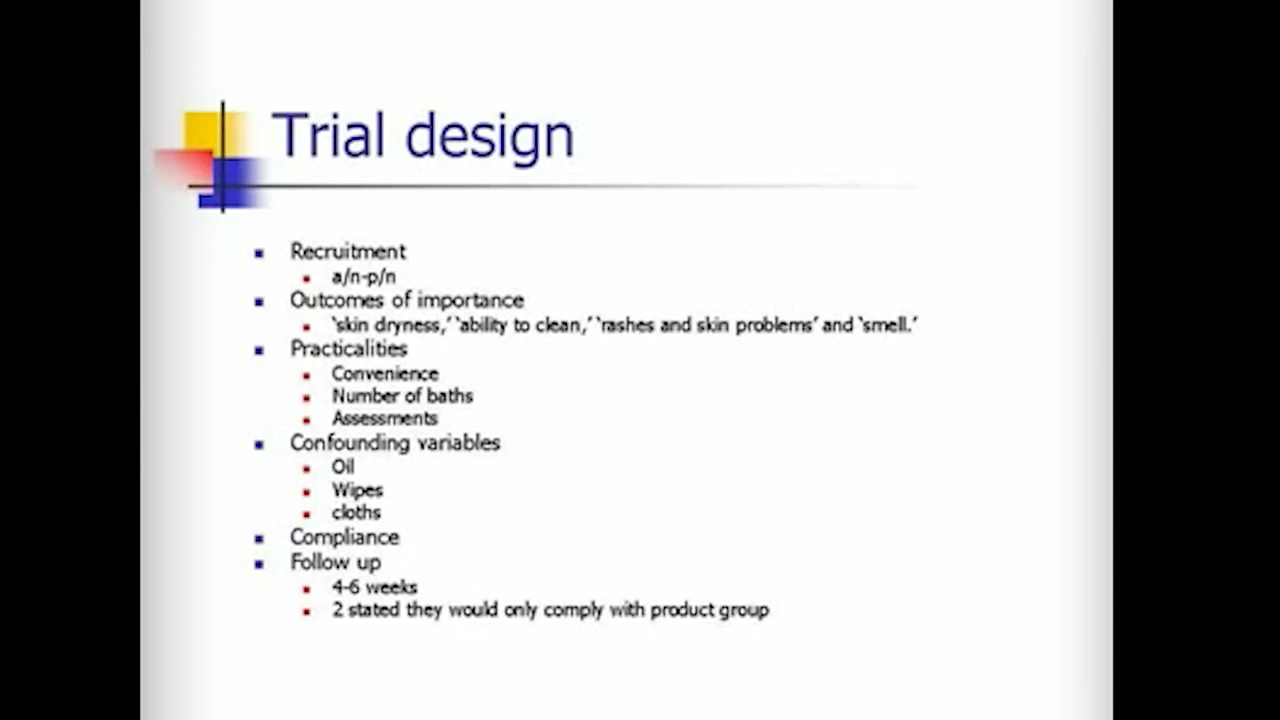 Trial design
Recruitment
a/n-p/n
Outcomes of importance
‘skin dryness,’ ‘ability to clean,’ ‘rashes and skin problems’ and ‘smell.’
Practicalities
Convenience
Number of baths
Assessments
Confounding variables
Oil
Wipes
cloths
Compliance
Follow up
4-6 weeks
2 stated they would only comply with product group